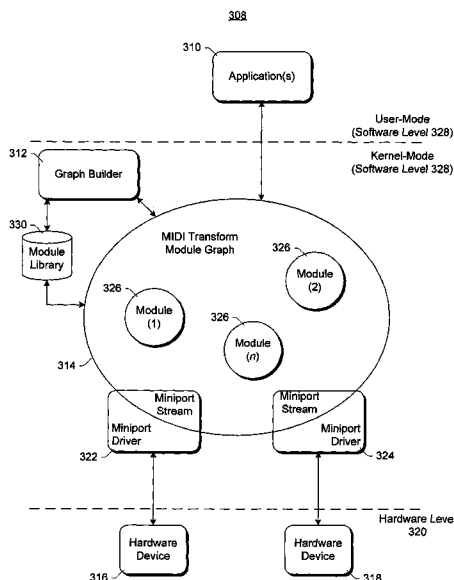 308
310
Application(s)
User-Mode
(Software Level 328)
Kernel-Mode
(Software Level 328)
312
Graph Builder
330
Module
Library
MIDI Transform
Module Graph
326
Module
(2)
326
Module
(1)
326
Module
(n)
314
Miniport
Stream
Miniport
Driver
322
Miniport
Stream
Miniport
Driver
324
Hardware Level
320
Hardware
Device
316
Hardware
Device
318